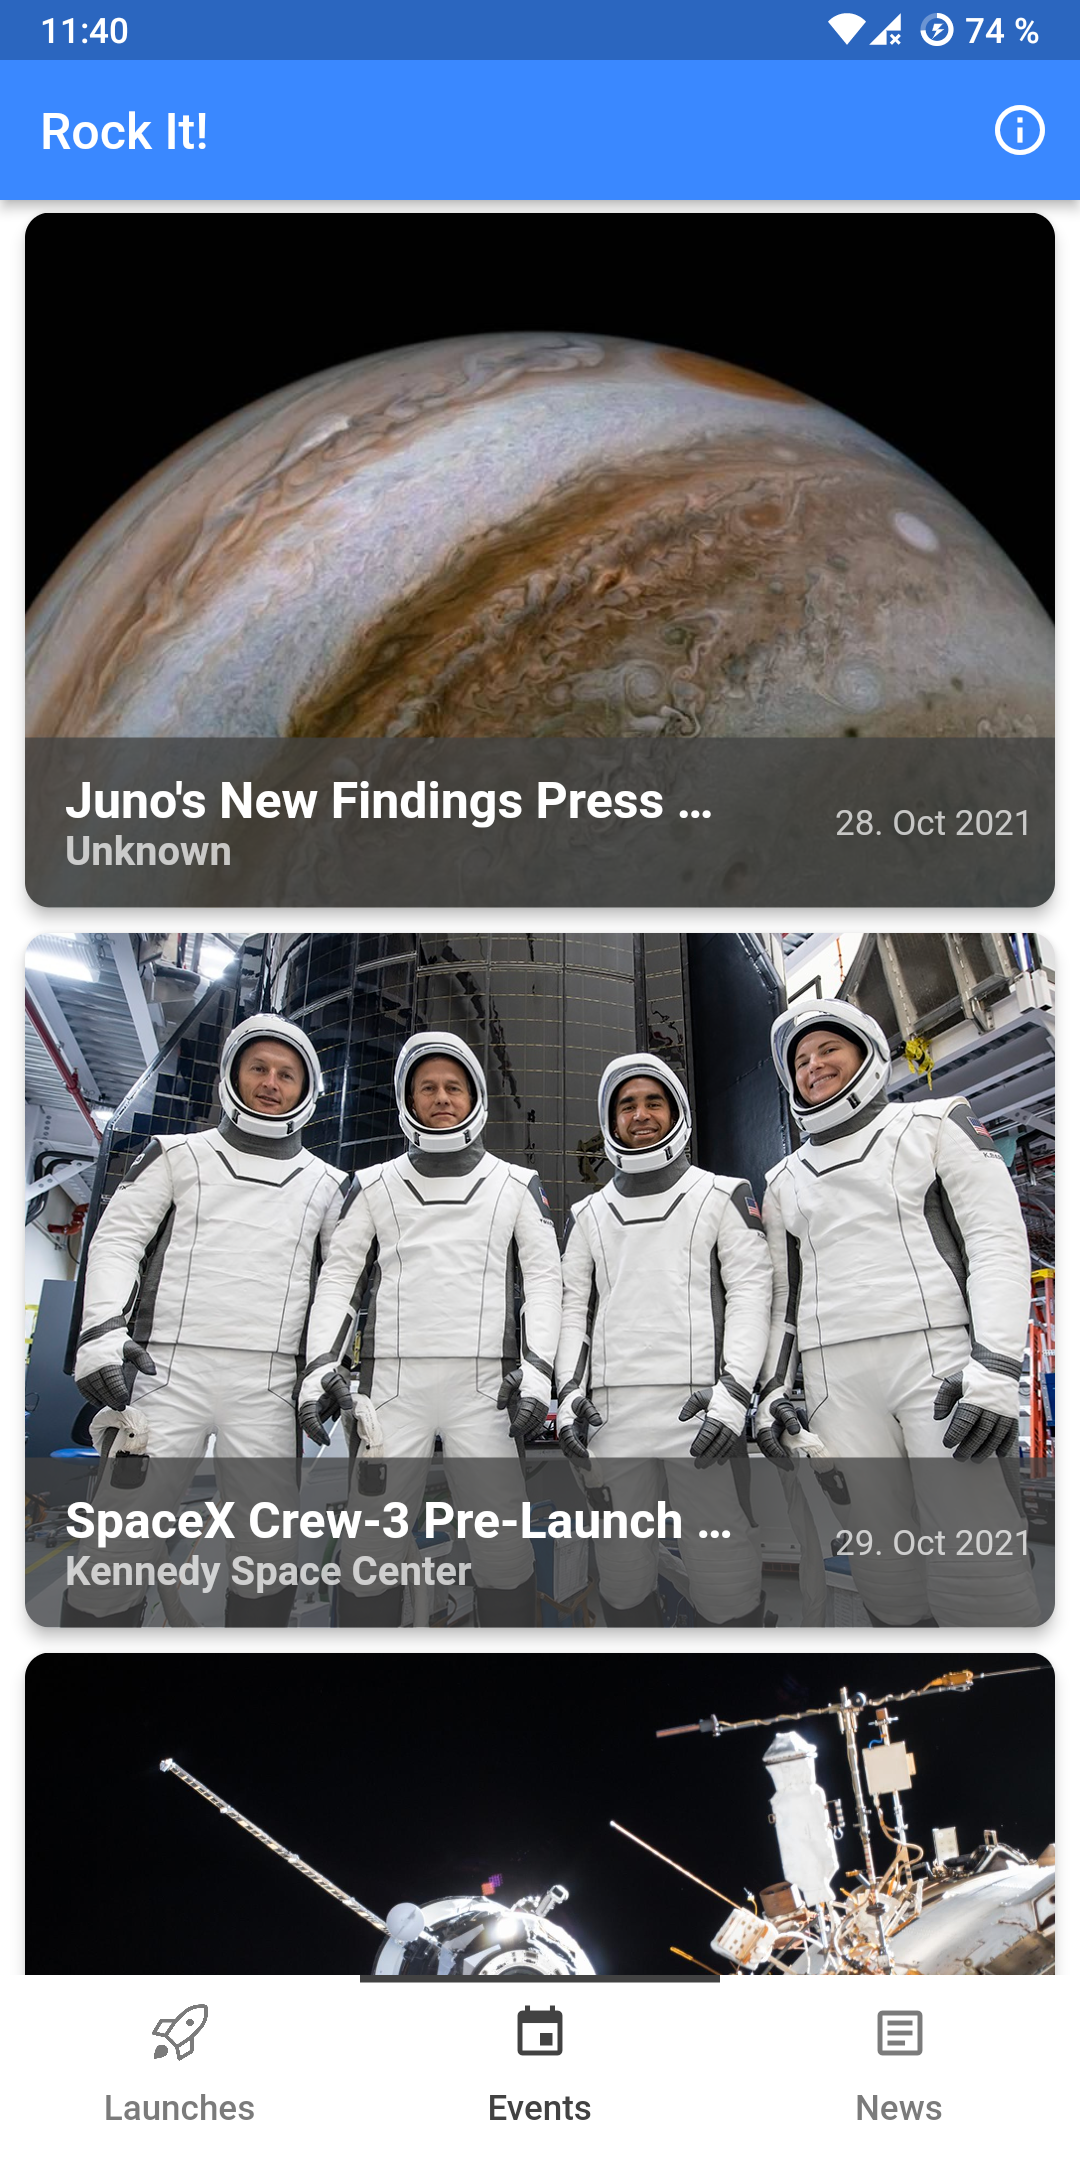 11:40
74 %
Rock It!
Juno's New Findings Press ...
Unknown
28. Oct 2021
SpaceX Crew-3 Pre-Launch ...
Kennedy Space Center
29. Oct 2021
Launches
Events
News